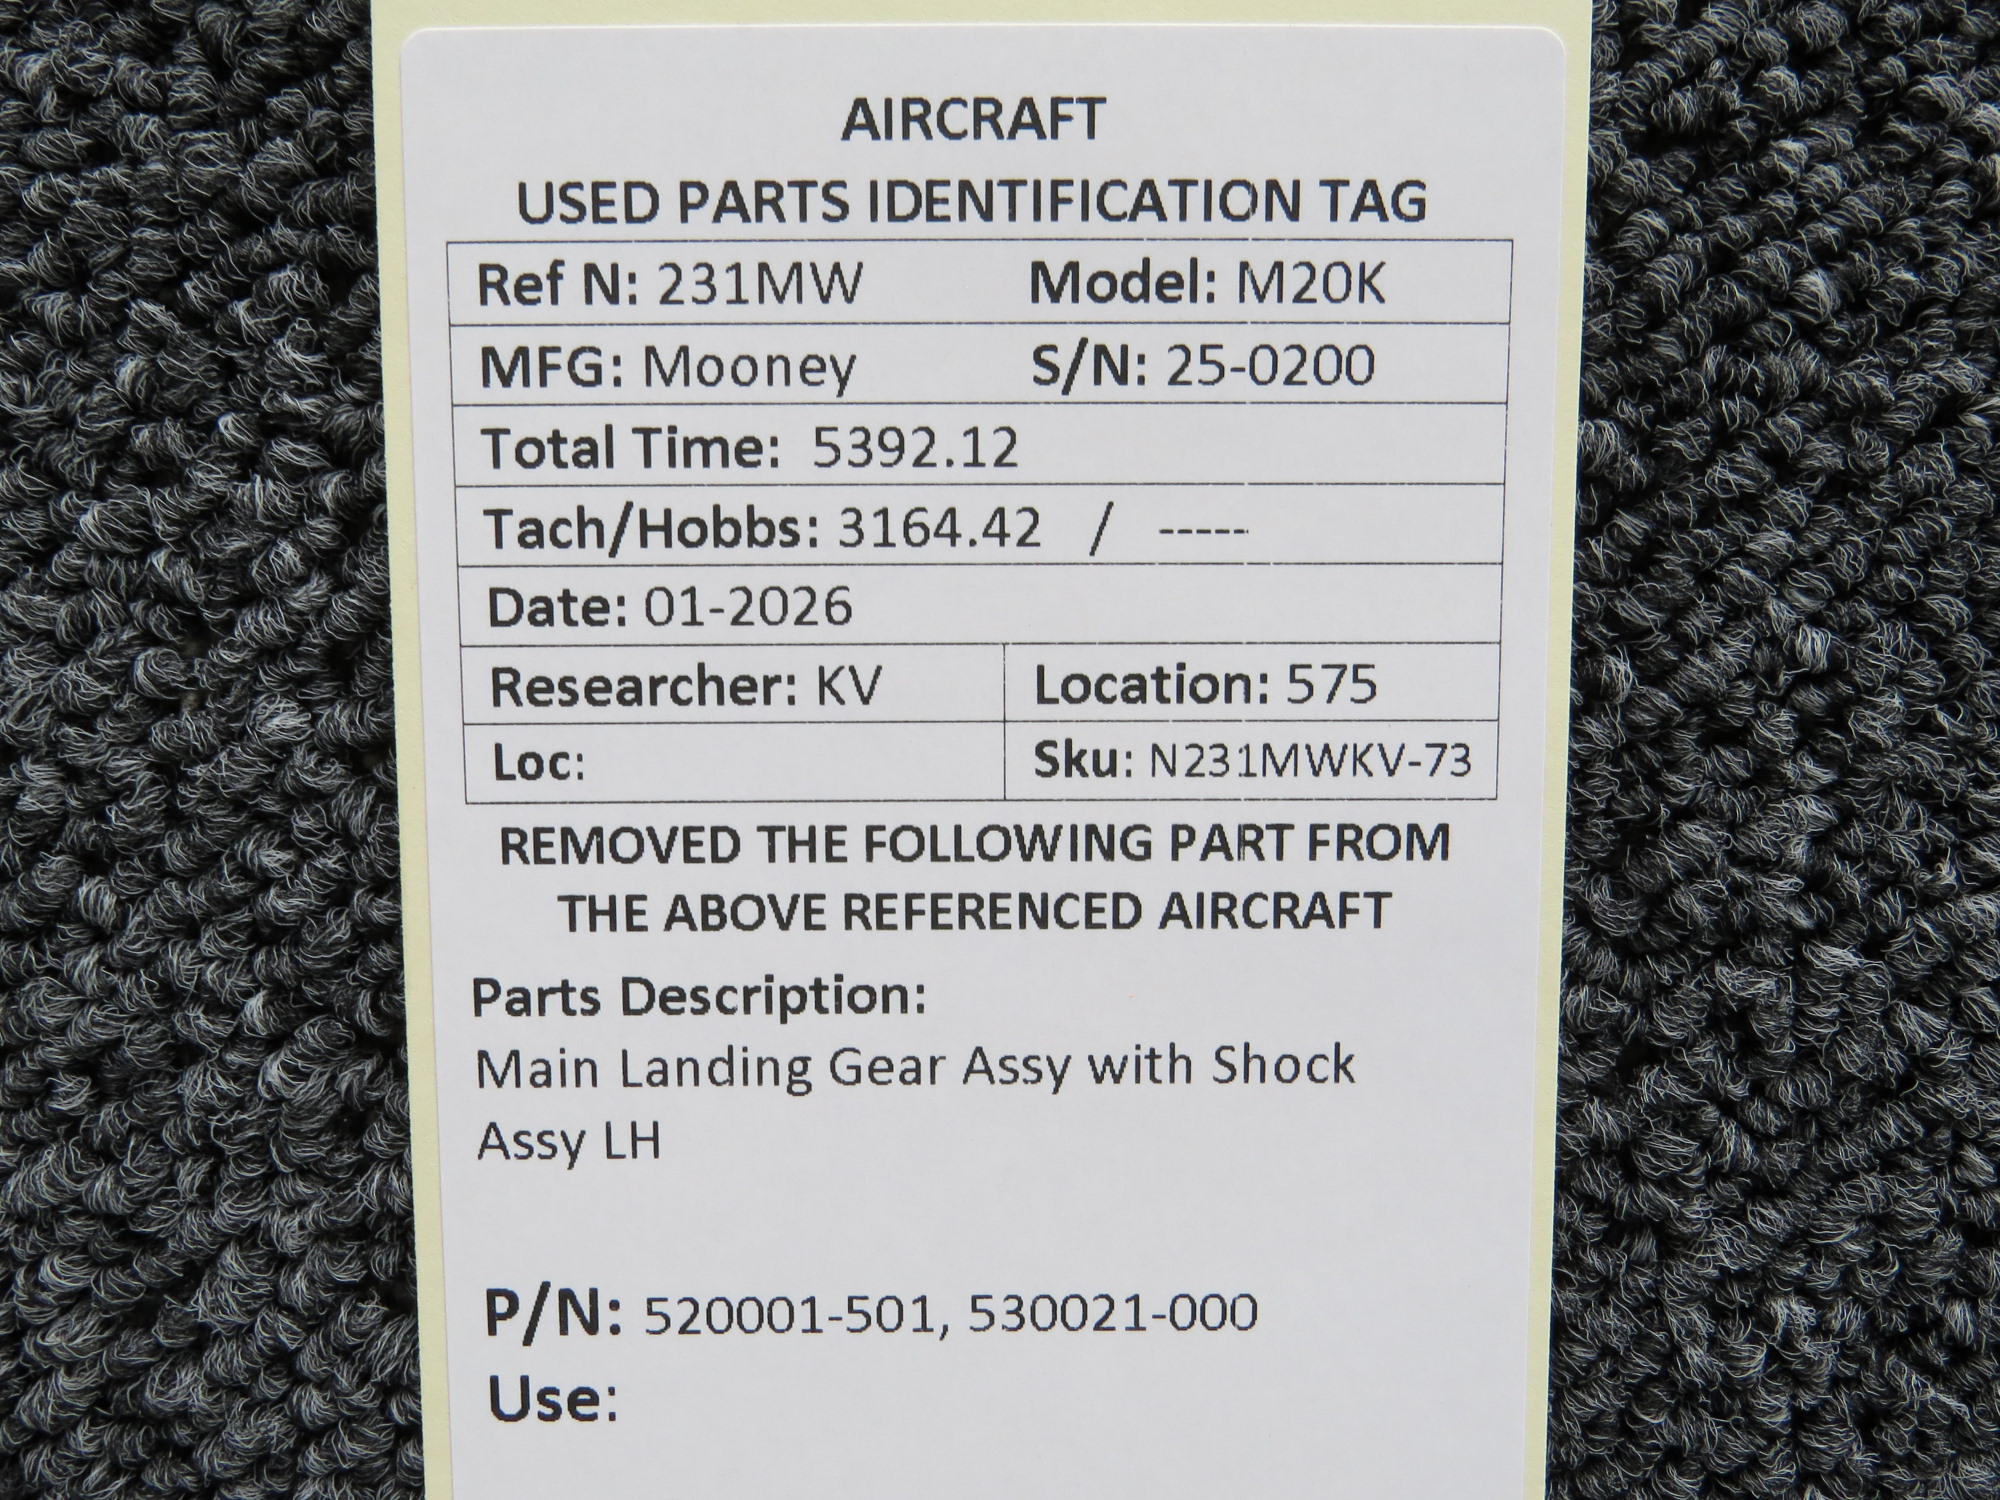 AIRCRAFT
USED PARTS IDENTIFICATION TAG
Ref N: 231MW Model: M20K
MFG: Mooney S/N: 25-0200
Total Time: 5392.12
Tach/Hobbs: 3164.42 / -----
Date: 01-2026
Researcher: KV Location: 575
Loc: Sku: N231MWKV-73
REMOVED THE FOLLOWING PART FROM
THE ABOVE REFERENCED AIRCRAFT
Parts Description:
Main Landing Gear Assy with Shock
Assy LH
P/N: 520001-501, 530021-000
Use: